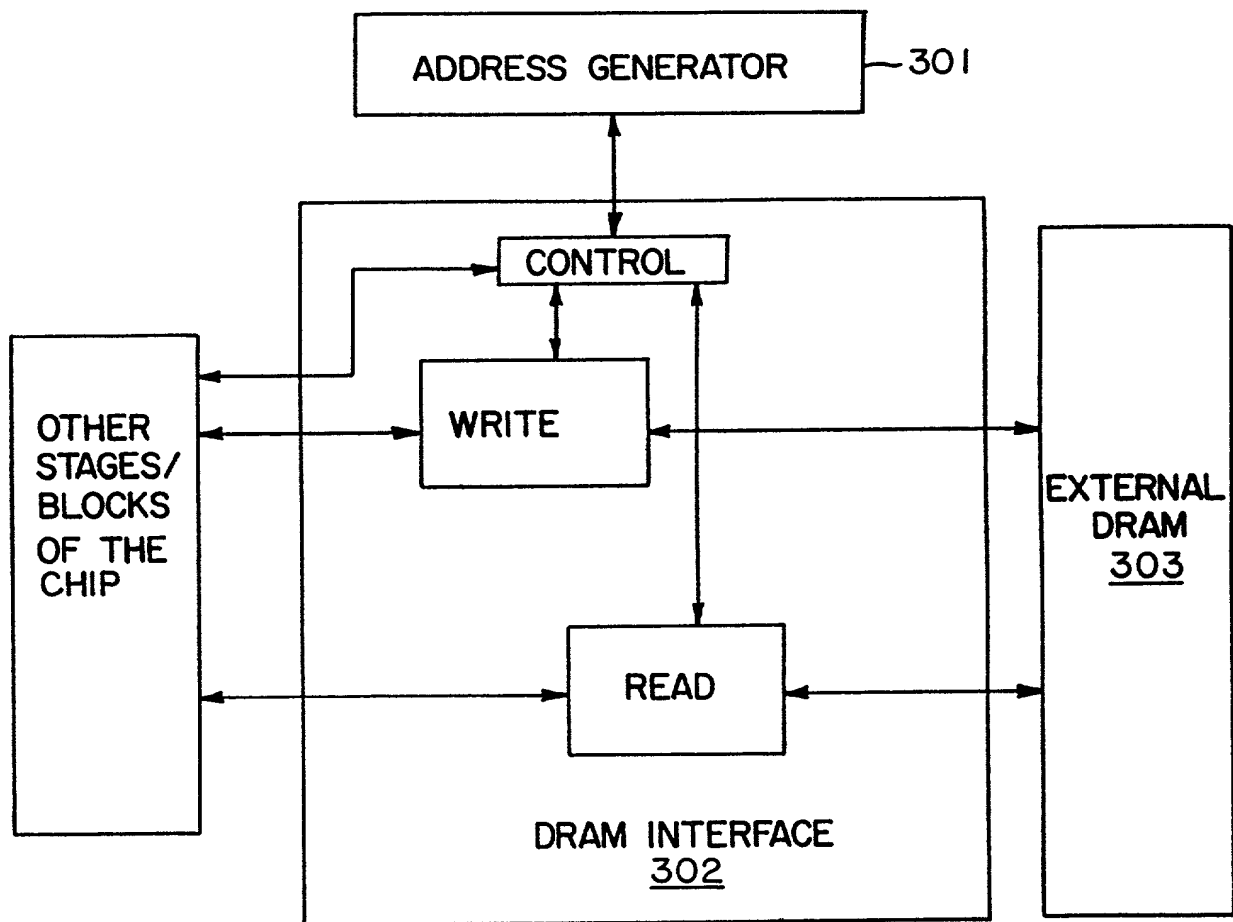 ADDRESS GENERATOR
301
CONTROL
WRITE
OTHER
STAGES/
BLOCKS
OF THE
CHIP
EXTERNAL
DRAM
303
READ
DRAM INTERFACE
302